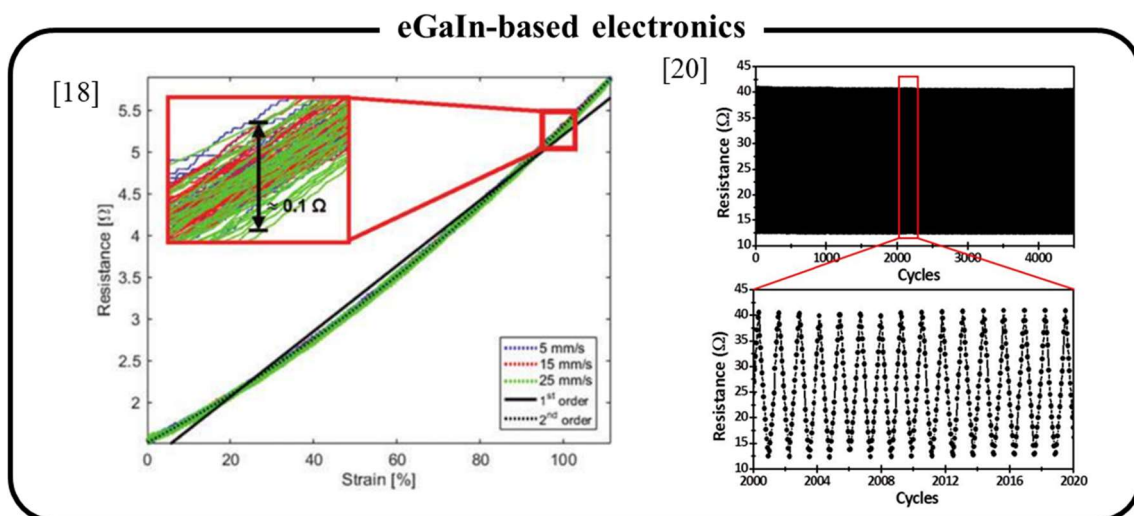 eGaIn-based electronics
[18]
Resistance [Ω]
5.5
5
4.5
4
3.5
3
2.5
2
≈ 0.1 Ω
5 mm/s
15 mm/s
25 mm/s
1st order
2nd order
0 20 40 60 80 100
Strain [%]
[20]
Resistance (Ω)
45
40
35
30
25
20
15
10
0 1000 2000 3000 4000
Cycles
Resistance (Ω)
45
40
35
30
25
20
15
10
2000 2004 2008 2012 2016 2020
Cycles